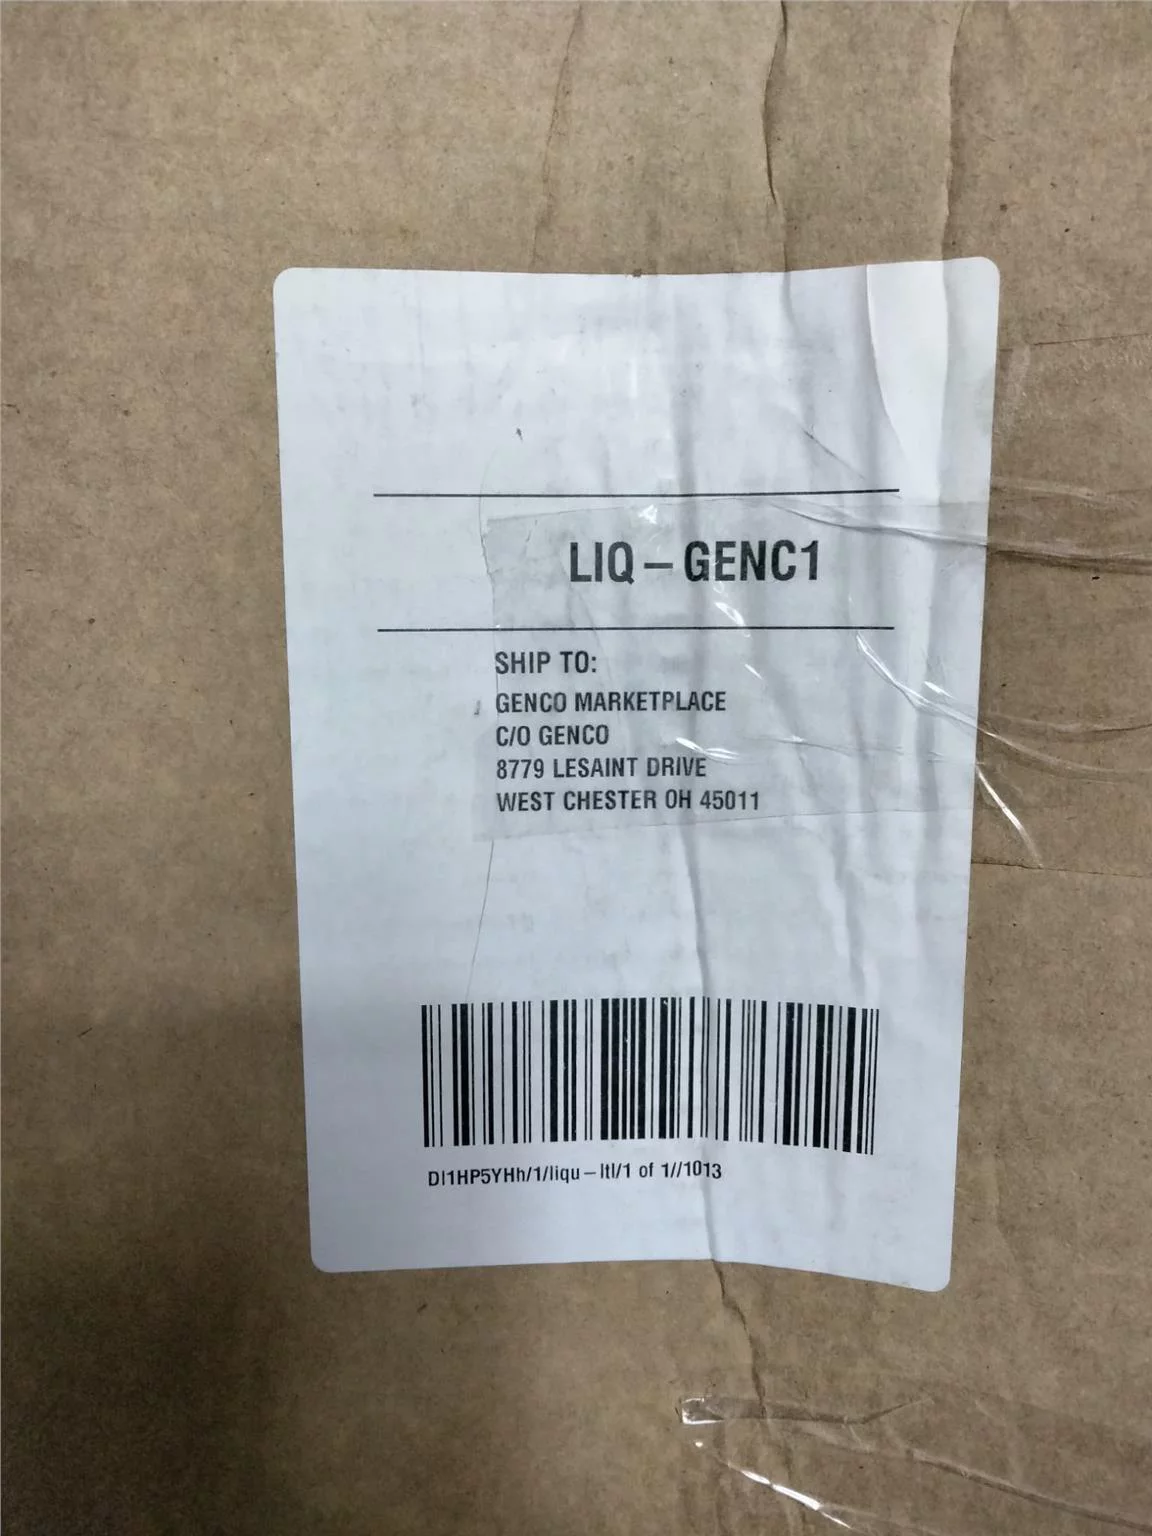 LIQ – GENC1
SHIP TO:
GENCO MARKETPLACE
C/O GENCO
8779 LESAINT DRIVE
WEST CHESTER OH 45011
Dl1HP5YHh/1/liqu – ltl/1 of 1//1013